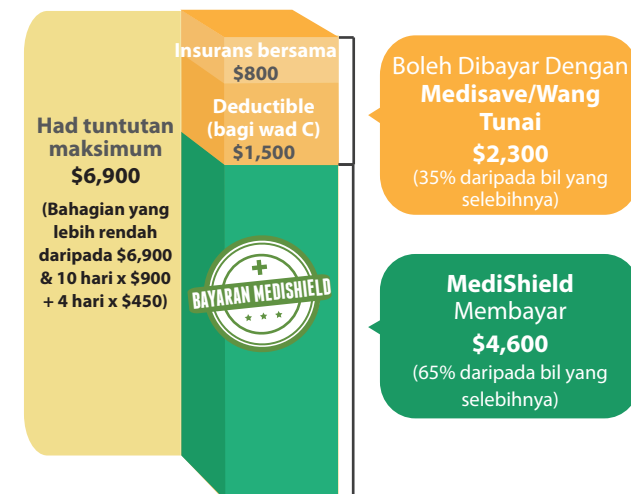 Had tuntutan
maksimum
$6,900
(Bahagian yang
lebih rendah
daripada $6,900
& 10 hari x $900
+ 4 hari x $450)
Insurans bersama
$800
Deductible
(bagi wad C)
$1,500
BAYARAN MEDISHIELD
Boleh Dibayar Dengan
Medisave/Wang
Tunai
$2,300
(35% daripada bil yang
selebihnya)
MediShield
Membayar
$4,600
(65% daripada bil yang
selebihnya)